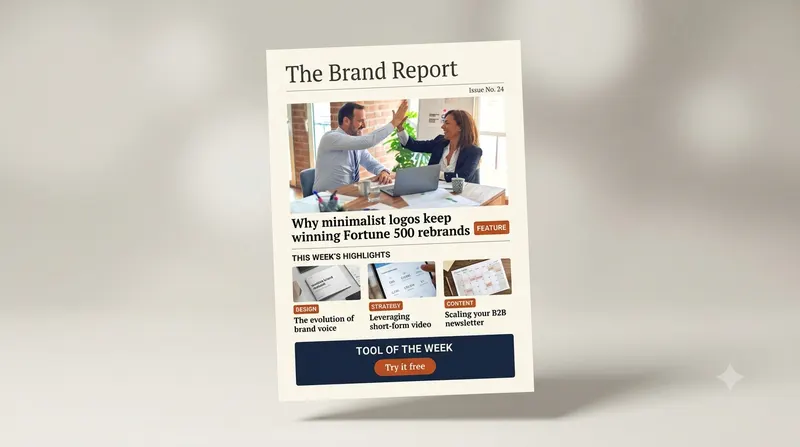 The Brand Report
Issue No. 24
Why minimalist logos keep
winning Fortune 500 rebrands
FEATURE
THIS WEEK'S HIGHLIGHTS
DESIGN
The evolution of
brand voice
STRATEGY
Leveraging
short-form video
CONTENT
Scaling your B2B
newsletter
TOOL OF THE WEEK
Try it free